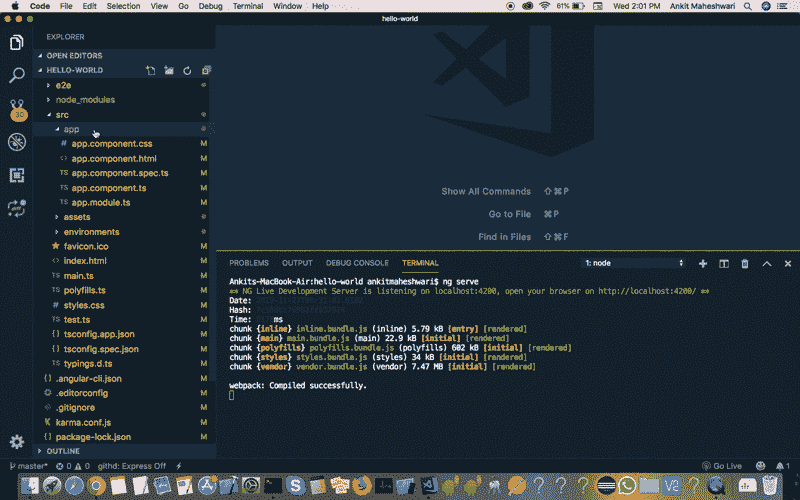 Code File Edit Selection View Go Debug Terminal Window Help 61% Wed 2:01 PM Ankit Maheshwari
hello-world
EXPLORER
OPEN EDITORS
HELLO-WORLD
e2e
node_modules
30
src
app
app.component.css M
app.component.html M
TS app.component.spec.ts M
TS app.component.ts M
TS app.module.ts M
assets
environments
favicon.ico M
index.html M
TS main.ts M
TS polyfills.ts M
# styles.css M
TS test.ts M
tsconfig.app.json M
tsconfig.spec.json M
TS typings.d.ts M
.angular-cli.json M
.editorconfig M
.gitignore M
karma.conf.js M
package-lock.json M
OUTLINE
Show All Commands ⇧⌘P
Go to File ⌘P
Find in Files ⇧⌘F
PROBLEMS OUTPUT DEBUG CONSOLE TERMINAL 1: node
Ankits-MacBook-Air:hello-world ankitmaheshwari$ ng serve
** NG Live Development Server is listening on localhost:4200, open your browser on http://localhost:4200/ **
Date:
Hash:
Time: ms
chunk {inline} inline.bundle.js (inline) 5.79 kB [entry] [rendered]
chunk {main} main.bundle.js (main) 22.9 kB [initial] [rendered]
chunk {polyfills} polyfills.bundle.js (polyfills) 602 kB [initial] [rendered]
chunk {styles} styles.bundle.js (styles) 34 kB [initial] [rendered]
chunk {vendor} vendor.bundle.js (vendor) 7.47 MB [initial] [rendered]
webpack: Compiled successfully.
master* 0 0 githd: Express Off Go Live 1